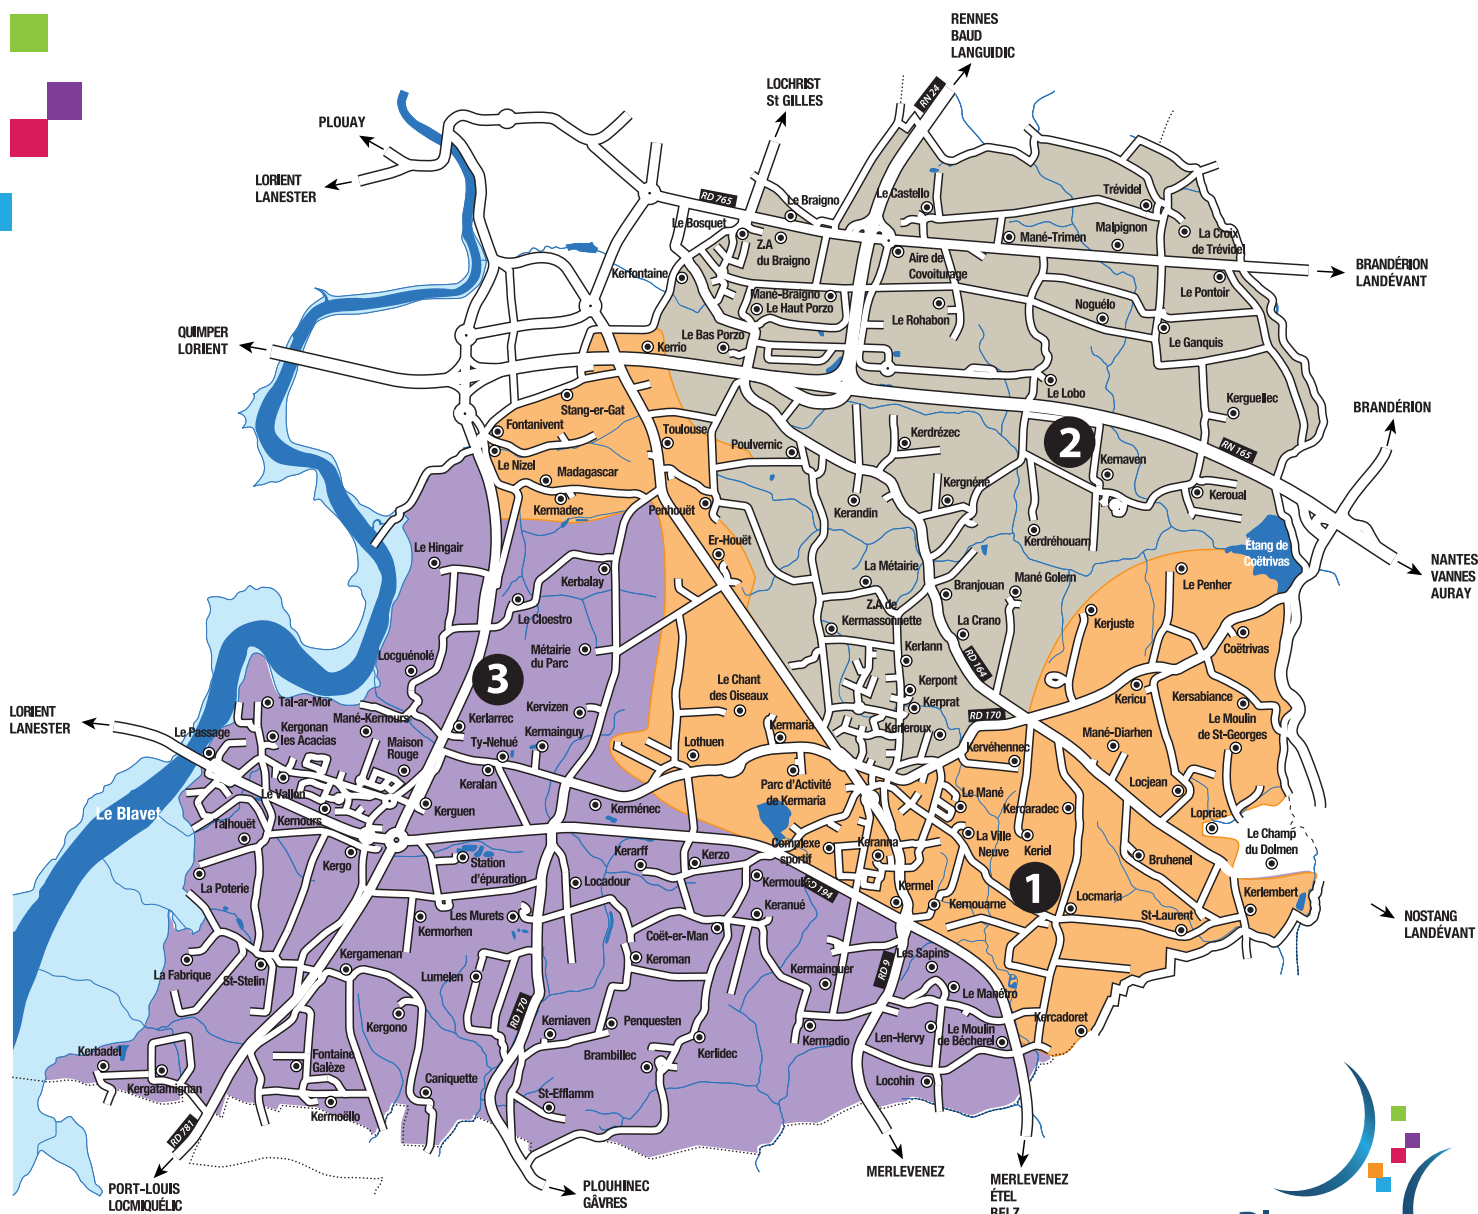 RENNES
BAUD
LANGUIDIC
LOCHRIST
St GILLES
RN 24
PLOUAY
LORIENT
LANESTER
RD 765
Le Braigno
Le Castello
Trévidel
Le Bosquet
Z.A
du Braigno
Mané-Trimen
Malpignon
La Croix
de Trévidel
Aire de
Covoiturage
Kerfontaine
BRANDÉRION
LANDÉVANT
Mané-Braigno
Le Haut Porzo
Le Rohabon
Noguélo
Le Pontoir
QUIMPER
LORIENT
Le Bas Porzo
Kerrio
Le Ganquis
Le Lobo
Kerguellec
BRANDÉRION
Stang-er-Gat
Fontanivent
Toulouse
Poulvernic
Kerdrézec
2
RN 165
Le Nizel
Madagascar
Kernaven
Kergnéné
Keroual
Kermadec
Penhouët
Kerandin
Kerdréhouarn
Er-Houët
Étang de
Coëtrivas
Le Hingair
Kerbalay
La Métairie
Branjouan
Mané Golern
Le Penher
NANTES
VANNES
AURAY
Le Cloestro
Z.A de
Kermassonnette
La Crano
Kerjuste
Coëtrivas
Locguénolé
Métairie
du Parc
3
Kerlann
RD 164
Le Chant
des Oiseaux
Kerpont
Kerprat
Kericu
Kersabiance
Tal-ar-Mor
LORIENT
LANESTER
Le Passage
Kergonan
les Acacias
Mané-Kernours
Kerlarrec
Kervizen
Kermaria
RD 170
Kerleroux
Mané-Diarhen
Le Moulin
de St-Georges
Maison
Rouge
Ty-Nehué
Kermainguy
Lothuen
Kervéhennec
Keralan
Parc d'Activité
de Kermaria
Locjean
Le Vallon
Le Blavet
Kernours
Kerguen
Kerménec
Le Mané
Kercaradec
Lopriac
Talhouët
Complexe
sportif
Keranna
La Ville
Neuve
Keriel
Le Champ
du Dolmen
Kergo
Station
d'épuration
Kerarff
Kerzo
Bruhenel
La Poterie
Locadour
RD 194
Kermel
1
Kerlembert
Les Murets
Kermorhen
Keranué
Kernouarne
Locmaria
St-Laurent
NOSTANG
LANDÉVANT
Coët-er-Man
La Fabrique
St-Stelin
Kergamenan
Lumelen
Keroman
Kermainguer
RD 9
Les Sapins
Le Manétro
Kergono
RD 170
Kerniaven
Penquesten
Kermadio
Len-Hervy
Le Moulin
de Bécherel
Kercadoret
Kerbadel
Kergatamignan
Fontaine
Galèze
Brambillec
Kerlidec
Caniquette
Locohin
Kermoëllo
St-Efflamm
RD 781
PORT-LOUIS
LOCMIQUÉLIC
PLOUHINEC
GÂVRES
MERLEVENEZ
MERLEVENEZ
ÉTEL
BELZ